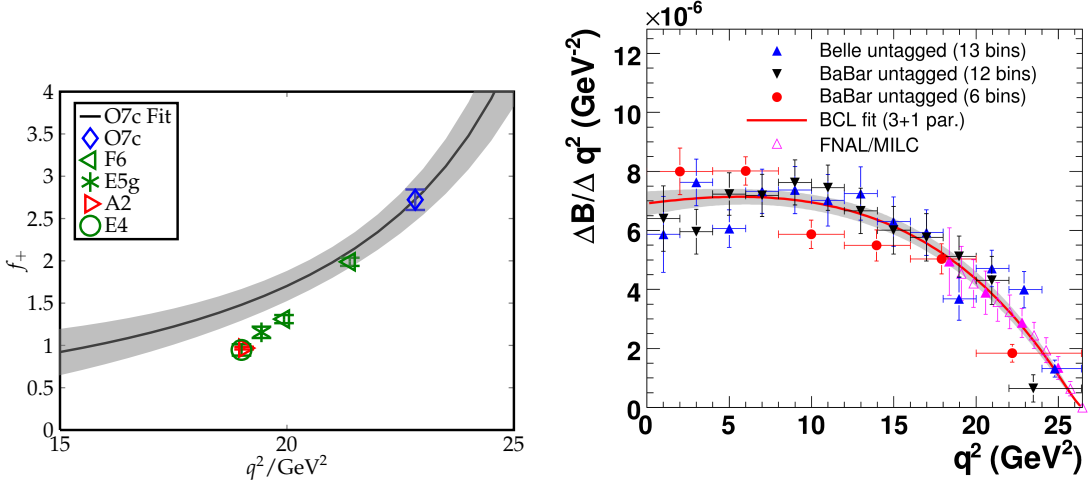 4
3.5
3
2.5
2
1.5
1
0.5
0
f+
O7c Fit
O7c
F6
E5g
A2
E4
15 20 25
q²/GeV²
×10⁻⁶
12
10
8
6
4
2
0
ΔB/Δ q² (GeV⁻²)
Belle untagged (13 bins)
BaBar untagged (12 bins)
BaBar untagged (6 bins)
BCL fit (3+1 par.)
FNAL/MILC
0 5 10 15 20 25
q² (GeV²)